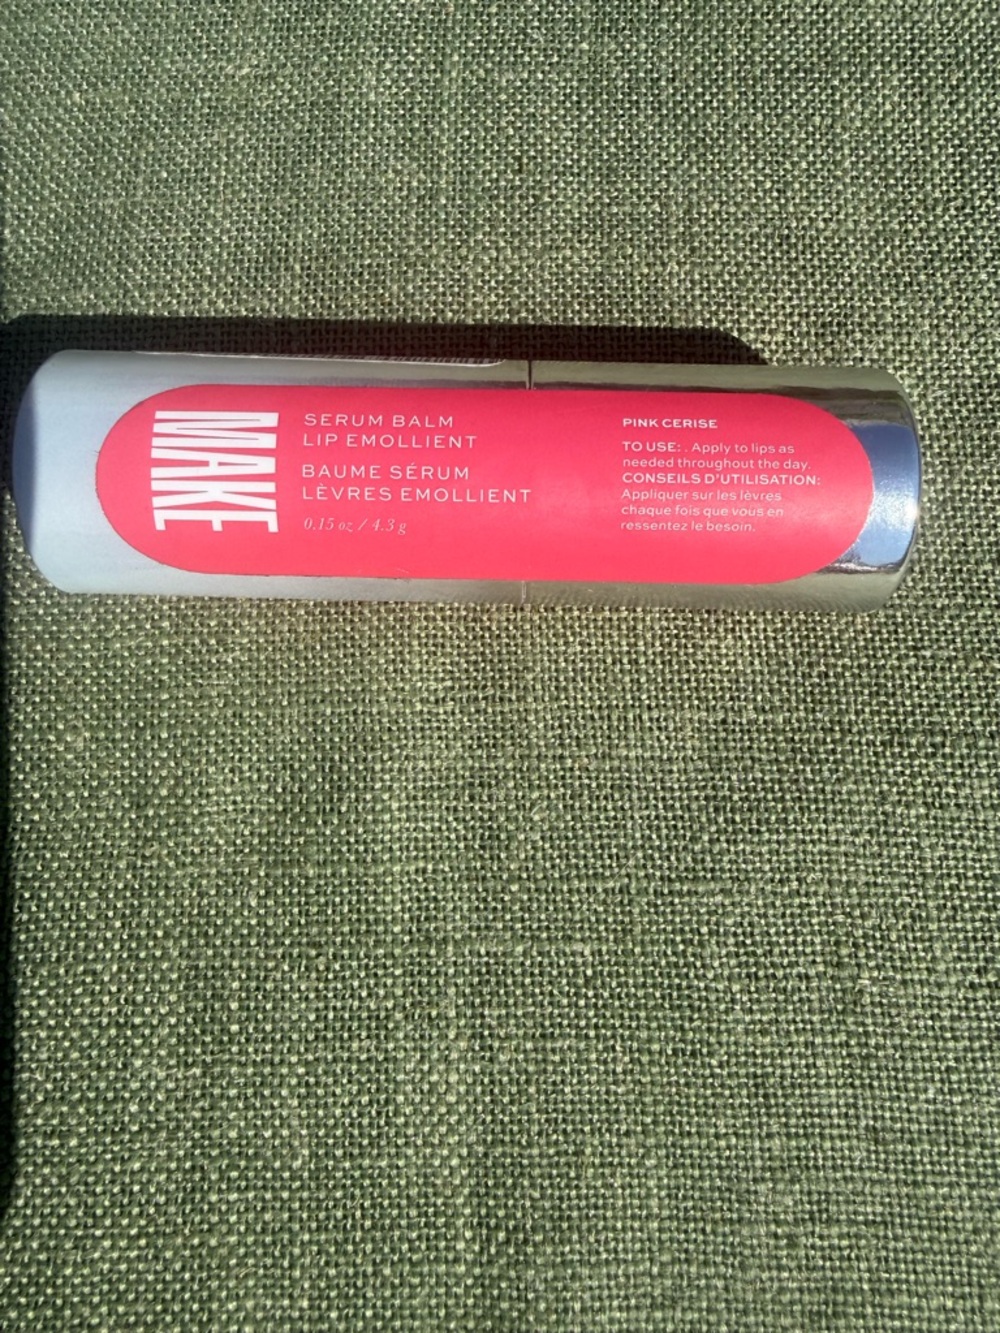 MAKE
SERUM BALM
LIP EMOLLIENT
BAUME SÉRUM
LÈVRES EMOLLIENT
0.15 oz / 4.3 g
PINK CERISE
TO USE: . Apply to lips as
needed throughout the day.
CONSEILS D'UTILISATION:
Appliquer sur les lèvres
chaque fois que vous en
ressentez le besoin.